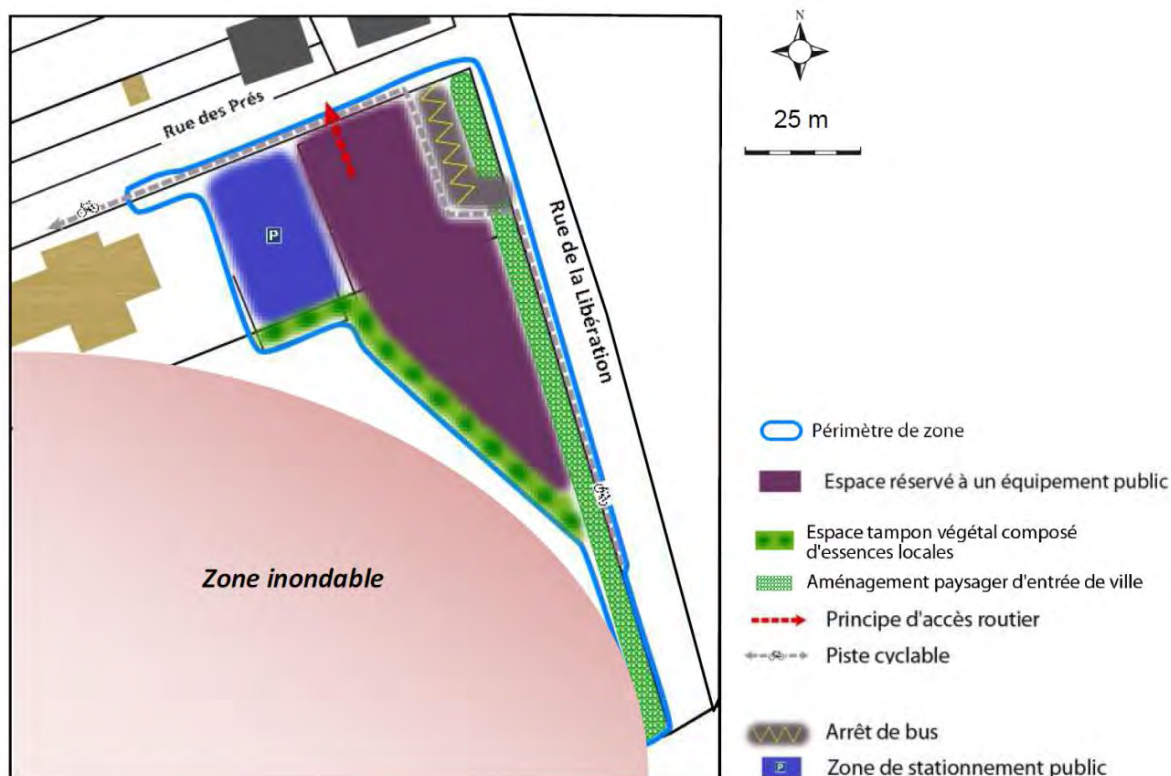 N
25 m
Rue des Prés
P
Rue de la Libération
Zone inondable
Périmètre de zone
Espace réservé à un équipement public
Espace tampon végétal composé
d'essences locales
Aménagement paysager d'entrée de ville
Principe d'accès routier
Piste cyclable
Arrêt de bus
P Zone de stationnement public